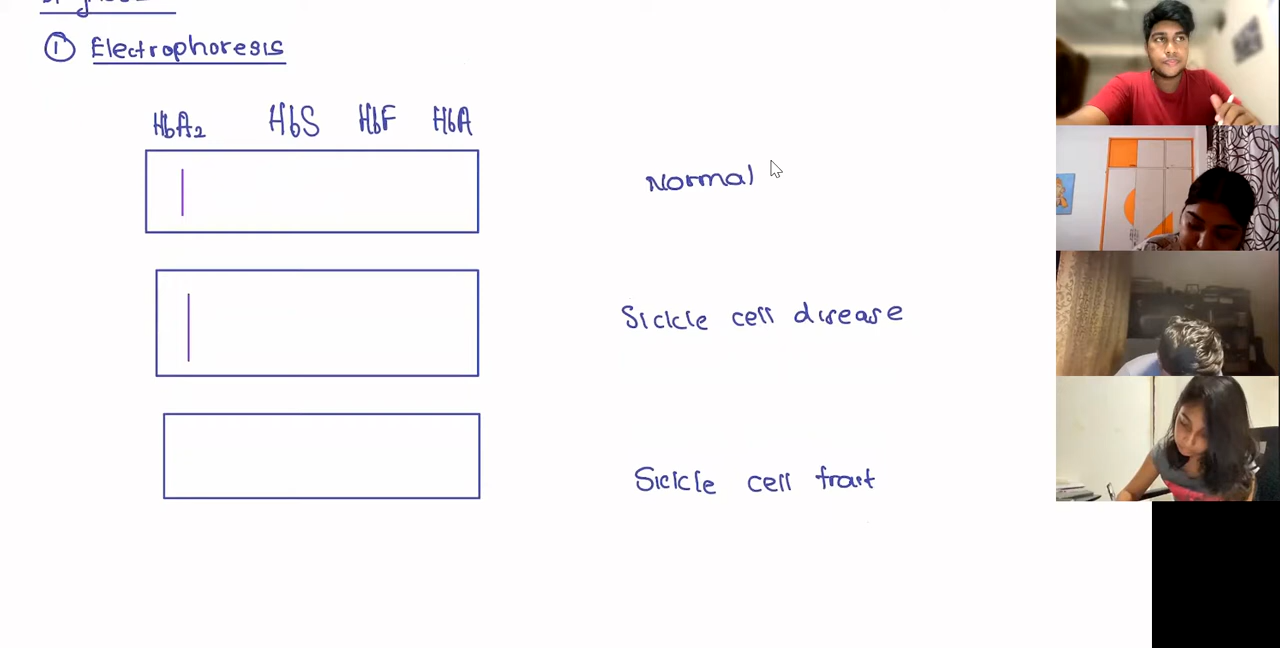 ① Electrophoresis
HbA₂ HbS HbF HbA
Normal
Sickle cell disease
Sickle cell trait